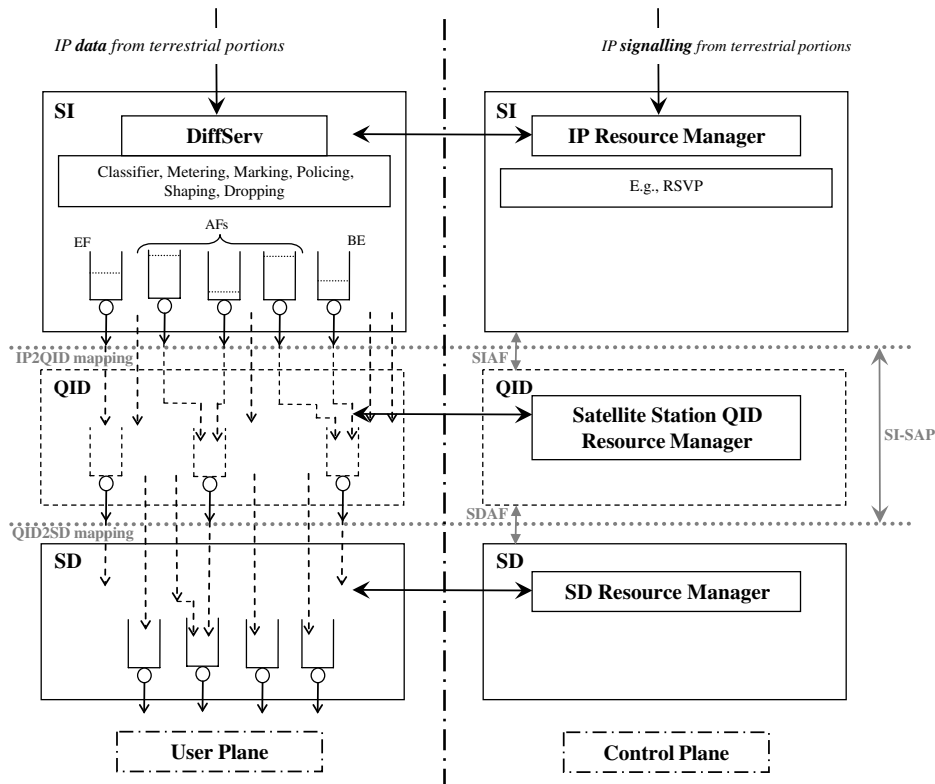 IP data from terrestrial portions
IP signalling from terrestrial portions
SI
DiffServ
Classifier, Metering, Marking, Policing,
Shaping, Dropping
EF
AFs
BE
SI
IP Resource Manager
E.g., RSVP
IP2QID mapping
SIAF
QID
QID
Satellite Station QID
Resource Manager
SI-SAP
SDAF
QID2SD mapping
SD
SD
SD Resource Manager
User Plane
Control Plane